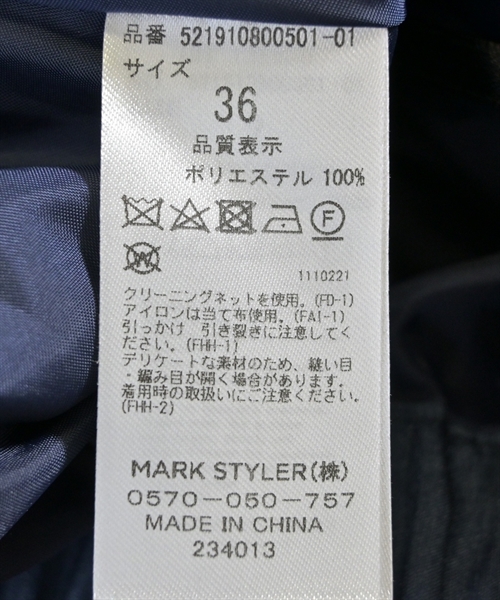 品番 521910800501-01
サイズ
36
品質表示
ポリエステル 100%
F
W
1110221
クリーニングネットを使用。(FD-1)
アイロンは当て布使用。(FAI-1)
引っかけ 引き裂きに注意してく
ださい。(FHH-1)
デリケートな素材のため、縫い目
・編み目が開く場合があります。
着用時の取扱いにご注意ください。
(FHH-2)
MARK STYLER(株)
0570-050-757
MADE IN CHINA
234013